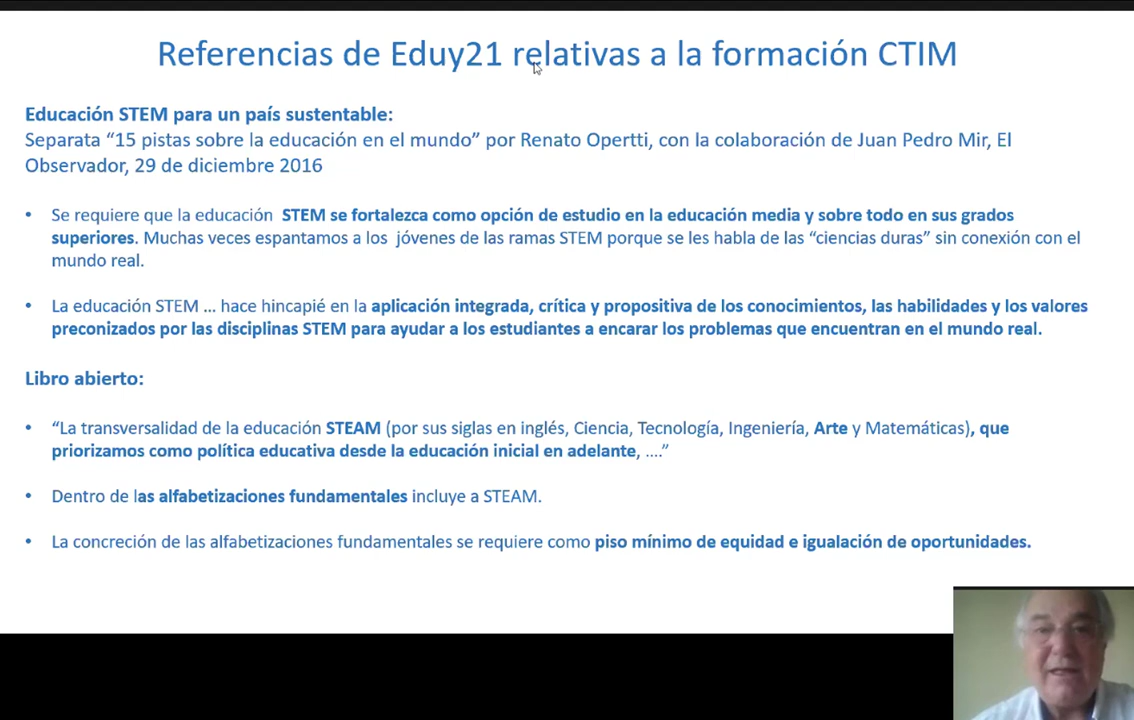 Referencias de Eduy21 relativas a la formación CTIM
Educación STEM para un país sustentable:
Separata “15 pistas sobre la educación en el mundo” por Renato Opertti, con la colaboración de Juan Pedro Mir, El
Observador, 29 de diciembre 2016
• Se requiere que la educación STEM se fortalezca como opción de estudio en la educación media y sobre todo en sus grados
superiores. Muchas veces espantamos a los jóvenes de las ramas STEM porque se les habla de las “ciencias duras” sin conexión con el
mundo real.
• La educación STEM ... hace hincapié en la aplicación integrada, crítica y propositiva de los conocimientos, las habilidades y los valores
preconizados por las disciplinas STEM para ayudar a los estudiantes a encarar los problemas que encuentran en el mundo real.
Libro abierto:
• “La transversalidad de la educación STEAM (por sus siglas en inglés, Ciencia, Tecnología, Ingeniería, Arte y Matemáticas), que
priorizamos como política educativa desde la educación inicial en adelante, ....”
• Dentro de las alfabetizaciones fundamentales incluye a STEAM.
• La concreción de las alfabetizaciones fundamentales se requiere como piso mínimo de equidad e igualación de oportunidades.